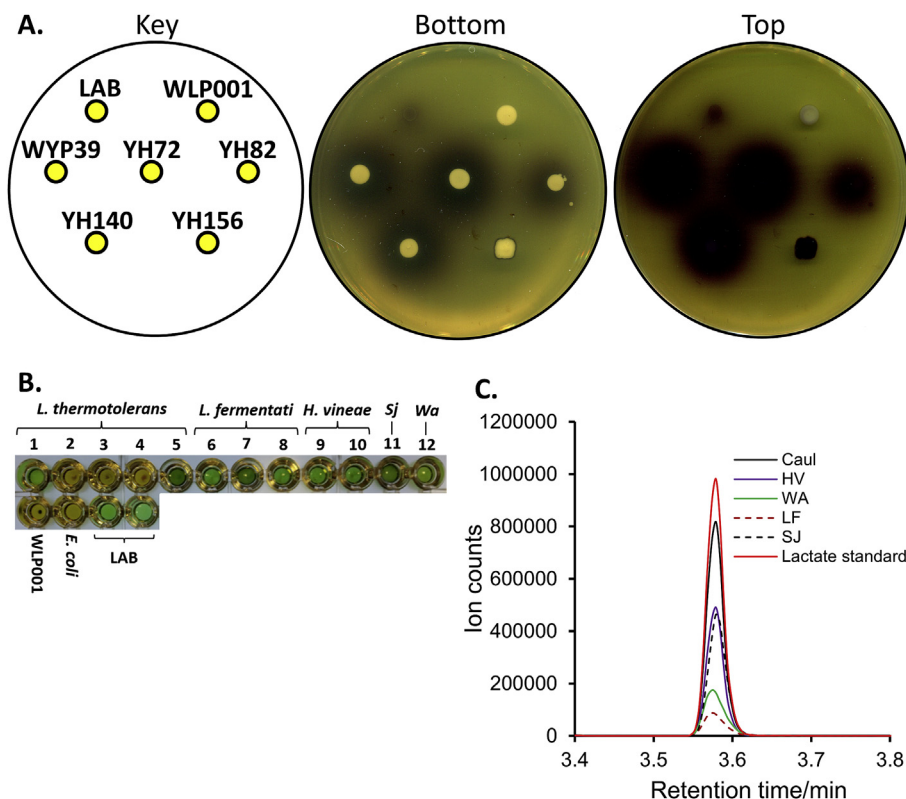 A.
Key
Bottom
Top
LAB WLP001
WYP39 YH72 YH82
YH140 YH156
B.
L. thermotolerans L. fermentati H. vineae Sj Wa
1 2 3 4 5 6 7 8 9 10 11 12
WLP001 E. coli LAB
C.
1200000
1000000
800000
600000
400000
200000
0
Ion counts
Caul
HV
WA
LF
SJ
Lactate standard
3.4 3.5 3.6 3.7 3.8
Retention time/min